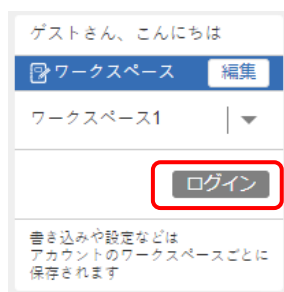 ゲストさん、こんにちは
ワークスペース 編集
ワークスペース1
ログイン
書き込みや設定などは
アカウントのワークスペースごとに
保存されます